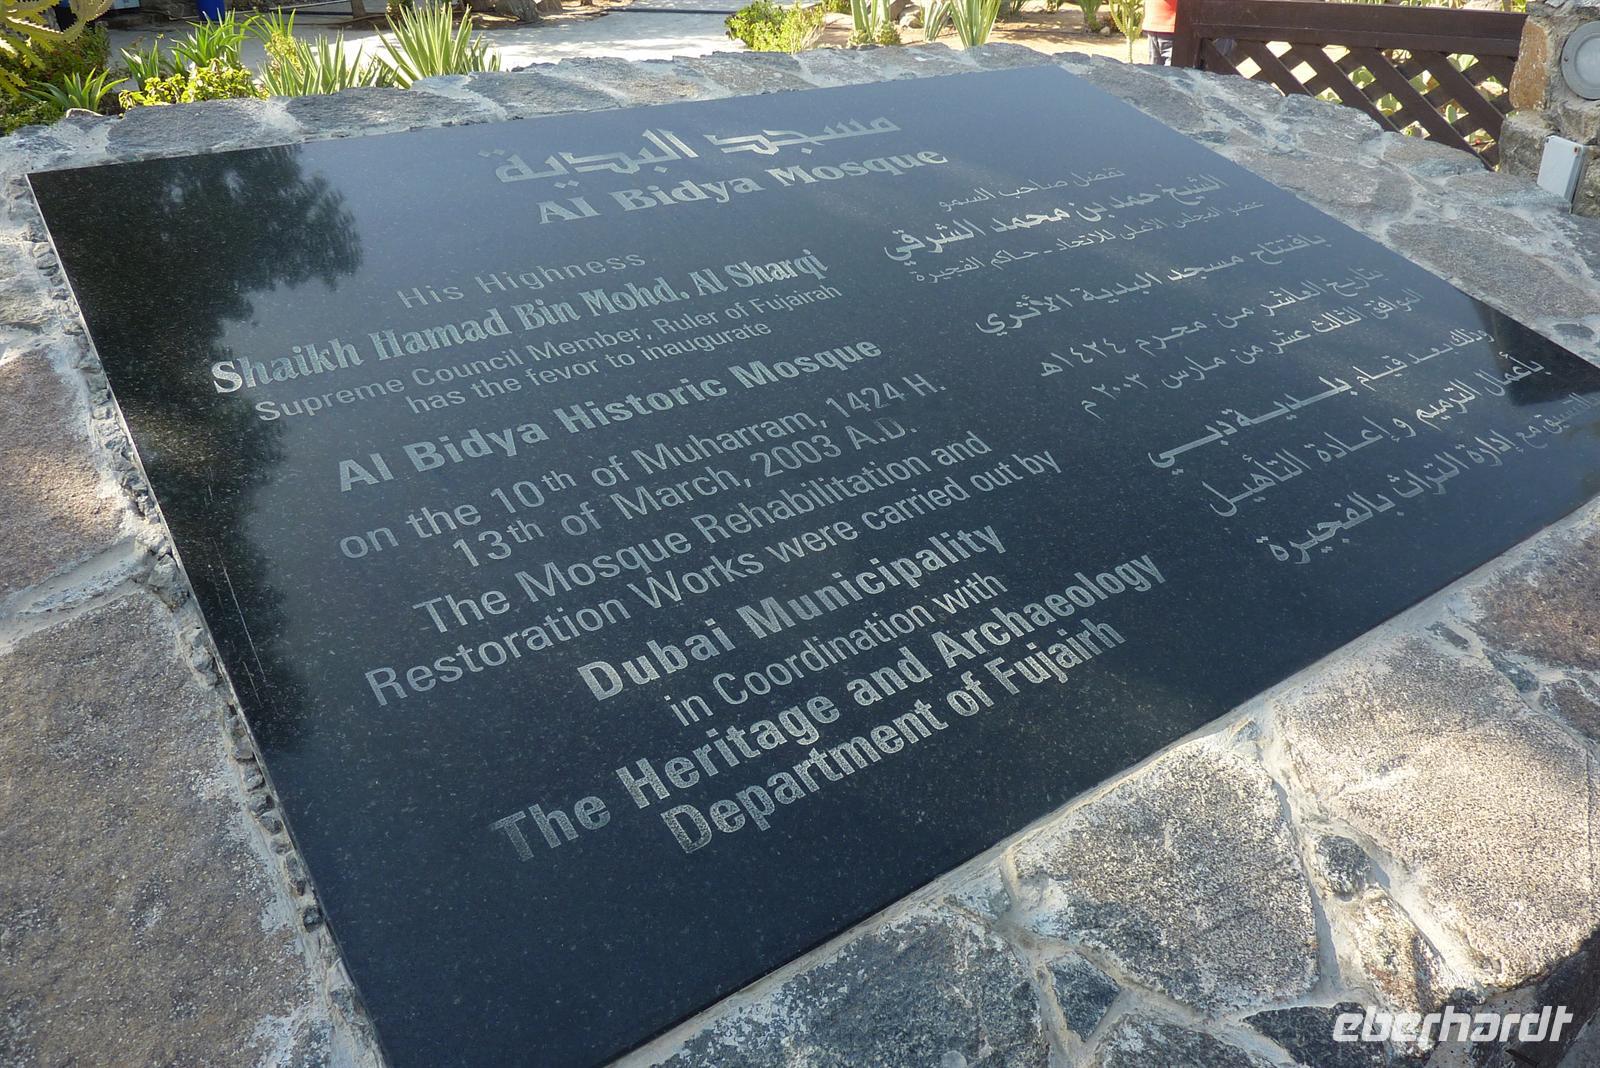 مسجد البدية
Al Bidya Mosque
His Highness
Shaikh Hamad Bin Mohd. Al Sharqi
Supreme Council Member, Ruler of Fujairah
has the fevor to inaugurate
Al Bidya Historic Mosque
on the 10th of Muharram, 1424 H.
13th of March, 2003 A.D.
The Mosque Rehabilitation and
Restoration Works were carried out by
Dubai Municipality
in Coordination with
The Heritage and Archaeology
Department of Fujairh
تفضل صاحب السمو
الشيخ حمد بن محمد الشرقي
عضو المجلس الأعلى للاتحاد - حاكم الفجيرة
بافتتاح مسجد البدية الأثري
بتاريخ العاشر من محرم ١٤٢٤هـ
الموافق الثالث عشر من مارس ٢٠٠٣ م
وذلك بعد قيام بلدية دبي
بأعمال الترميم وإعادة التأهيل
مع إدارة التراث بالفجيرة
eberhardt